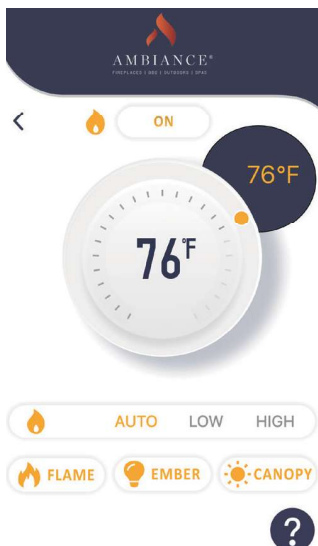 AMBIANCE®
FIREPLACES | BBQ | OUTDOORS | SPAS
ON
76°F
76°F
AUTO LOW HIGH
FLAME EMBER CANOPY
?